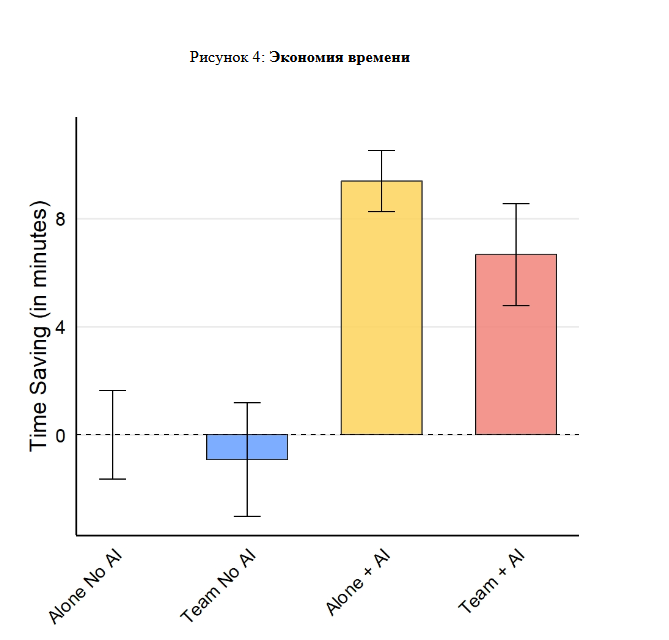 Рисунок 4: Экономия времени
Time Saving (in minutes)
8
4
0
Alone No AI
Team No AI
Alone + AI
Team + AI